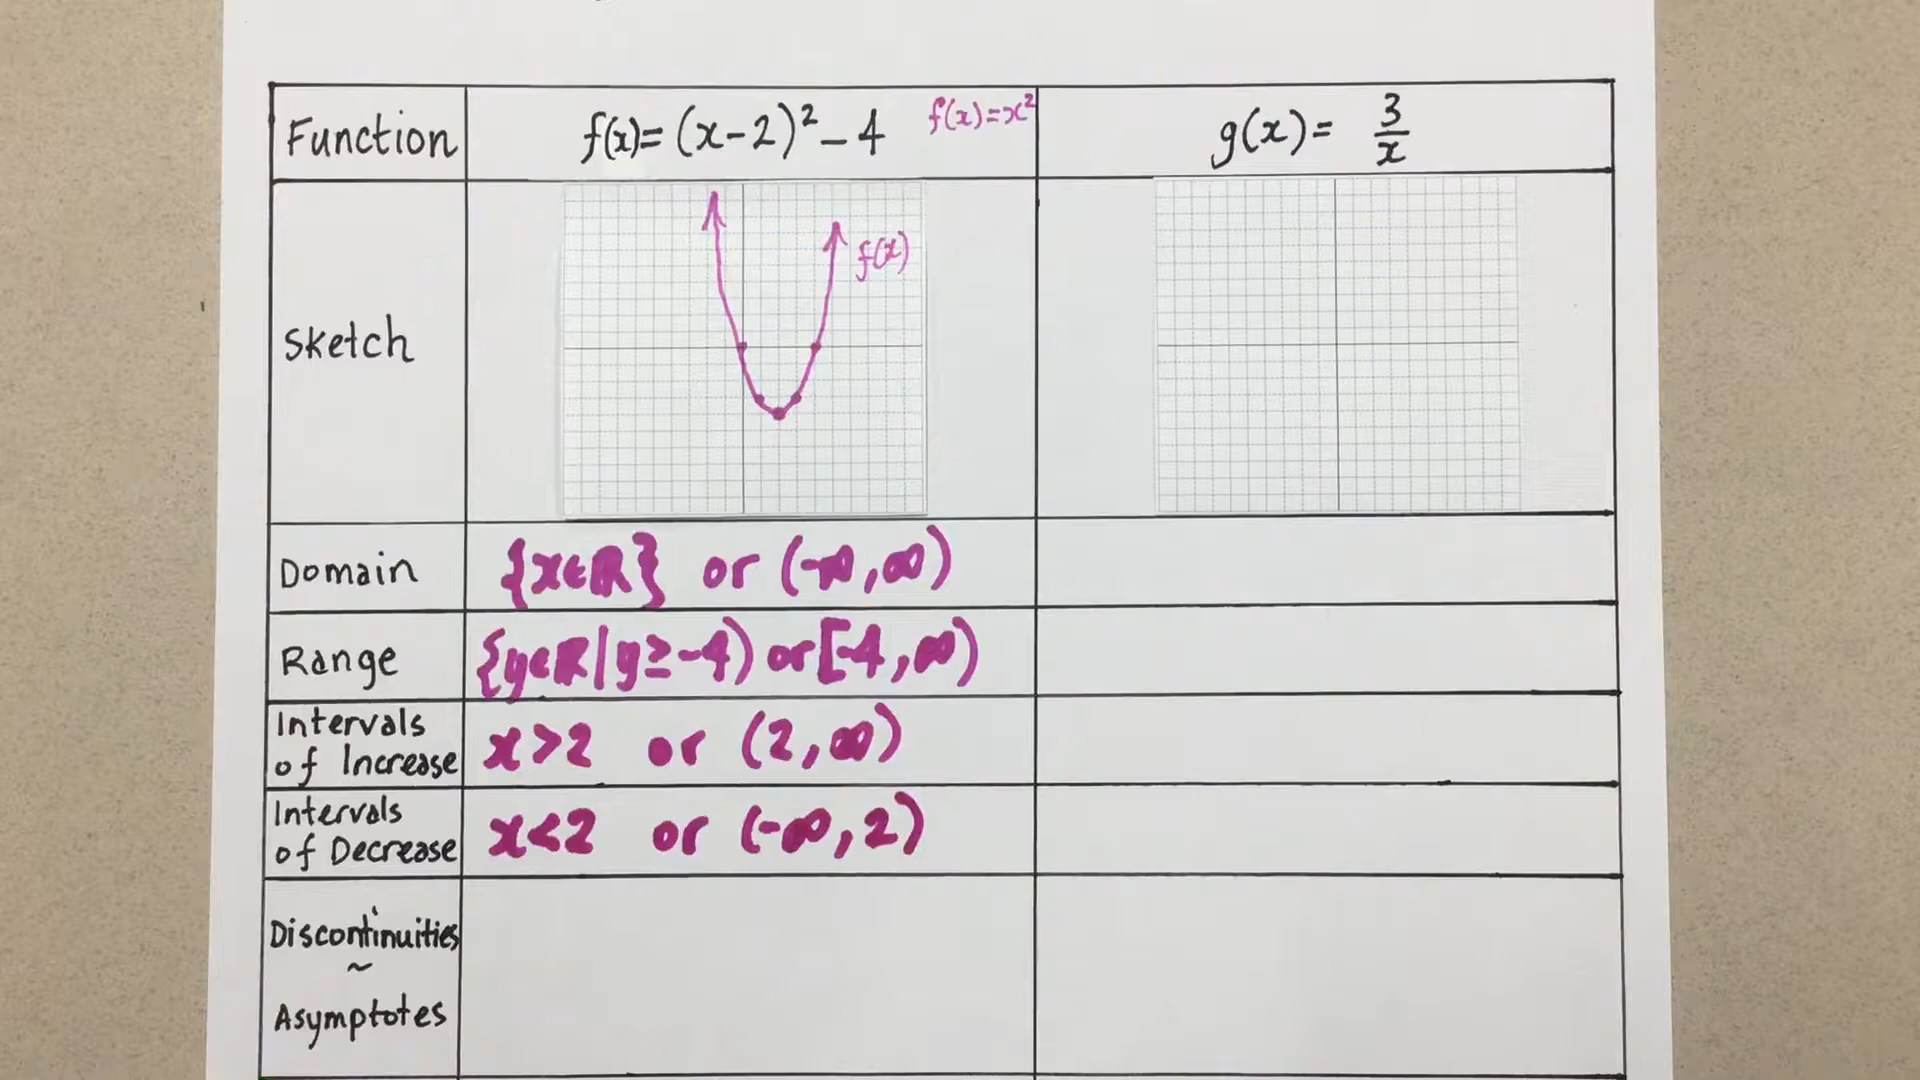 Function f(x)= (x-2)² - 4 f(x)=x² g(x)= 3/x
Sketch f(x)
Domain {x∈ℝ} or (-∞,∞)
Range {y∈ℝ|y≥-4) or [-4,∞)
Intervals
of Increase x>2 or (2,∞)
Intervals
of Decrease x<2 or (-∞,2)
Discontinuities
~
Asymptotes